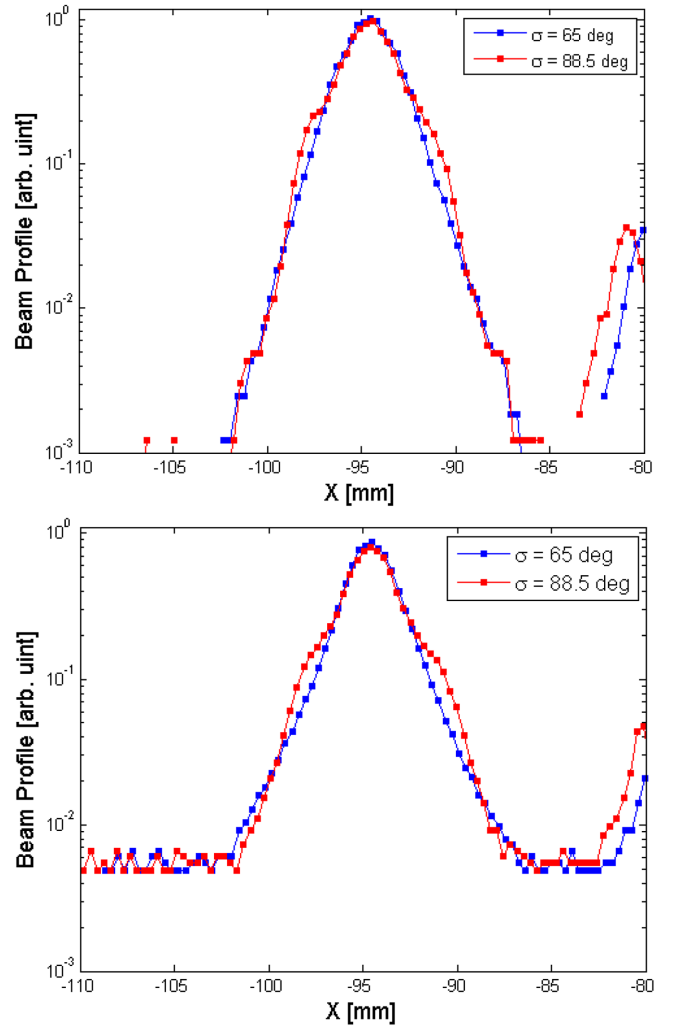 10^0
σ = 65 deg
σ = 88.5 deg
10^-1
Beam Profile [arb. uint]
10^-2
10^-3
-110 -105 -100 -95 -90 -85 -80
X [mm]
10^0
σ = 65 deg
σ = 88.5 deg
10^-1
Beam Profile [arb. uint]
10^-2
10^-3
-110 -105 -100 -95 -90 -85 -80
X [mm]